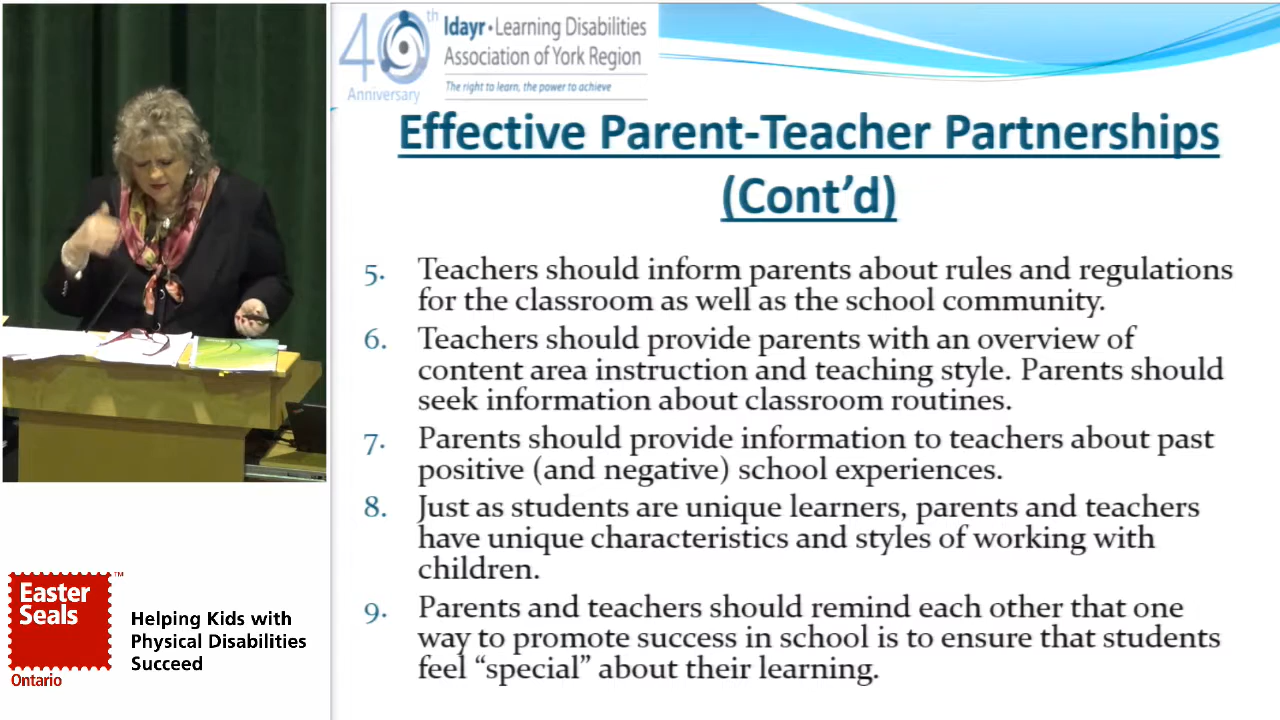 40th
Anniversary
ldayr • Learning Disabilities
Association of York Region
The right to learn, the power to achieve
Effective Parent-Teacher Partnerships
(Cont’d)
5. Teachers should inform parents about rules and regulations
for the classroom as well as the school community.
6. Teachers should provide parents with an overview of
content area instruction and teaching style. Parents should
seek information about classroom routines.
7. Parents should provide information to teachers about past
positive (and negative) school experiences.
8. Just as students are unique learners, parents and teachers
have unique characteristics and styles of working with
children.
9. Parents and teachers should remind each other that one
way to promote success in school is to ensure that students
feel “special” about their learning.
Easter
Seals
™
Ontario
Helping Kids with
Physical Disabilities
Succeed